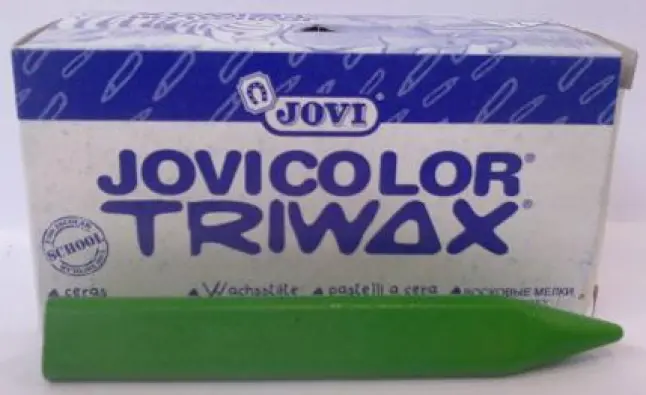 JOVI®
JOVICOLOR®
TRIWAX®
SCHOOL
ceras
Wachsstifte
pastelli a cera
ВОСКОВЫЕ МЕЛКИ